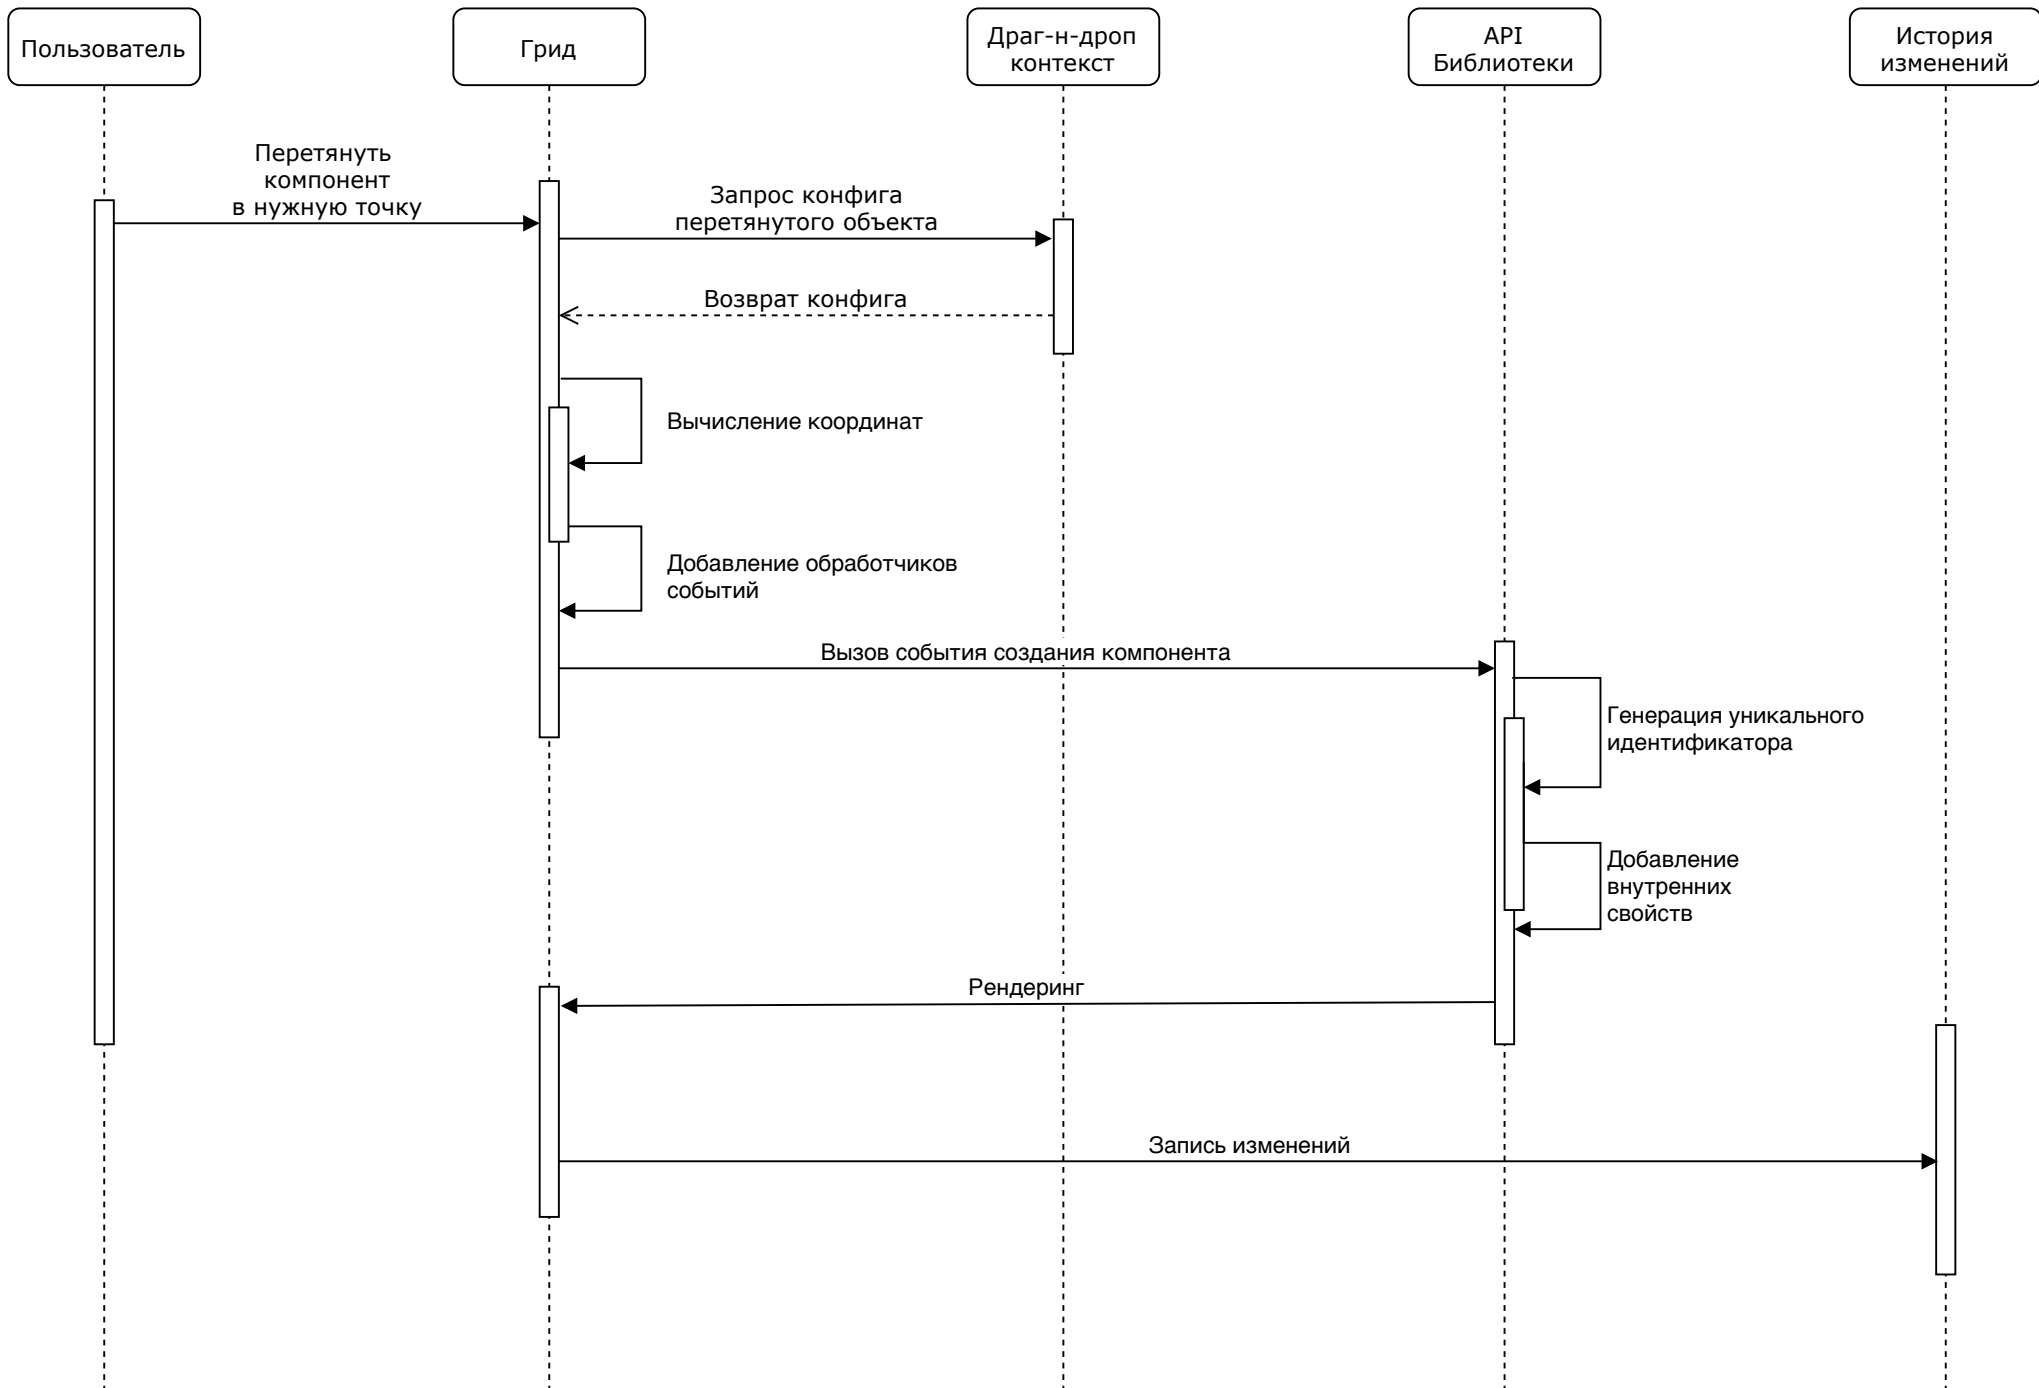 Пользователь
Грид
Драг-н-дроп
контекст
API
Библиотеки
История
изменений
Перетянуть
компонент
в нужную точку
Запрос конфига
перетянутого объекта
Возврат конфига
Вычисление координат
Добавление обработчиков
событий
Вызов события создания компонента
Генерация уникального
идентификатора
Добавление
внутренних
свойств
Рендеринг
Запись изменений